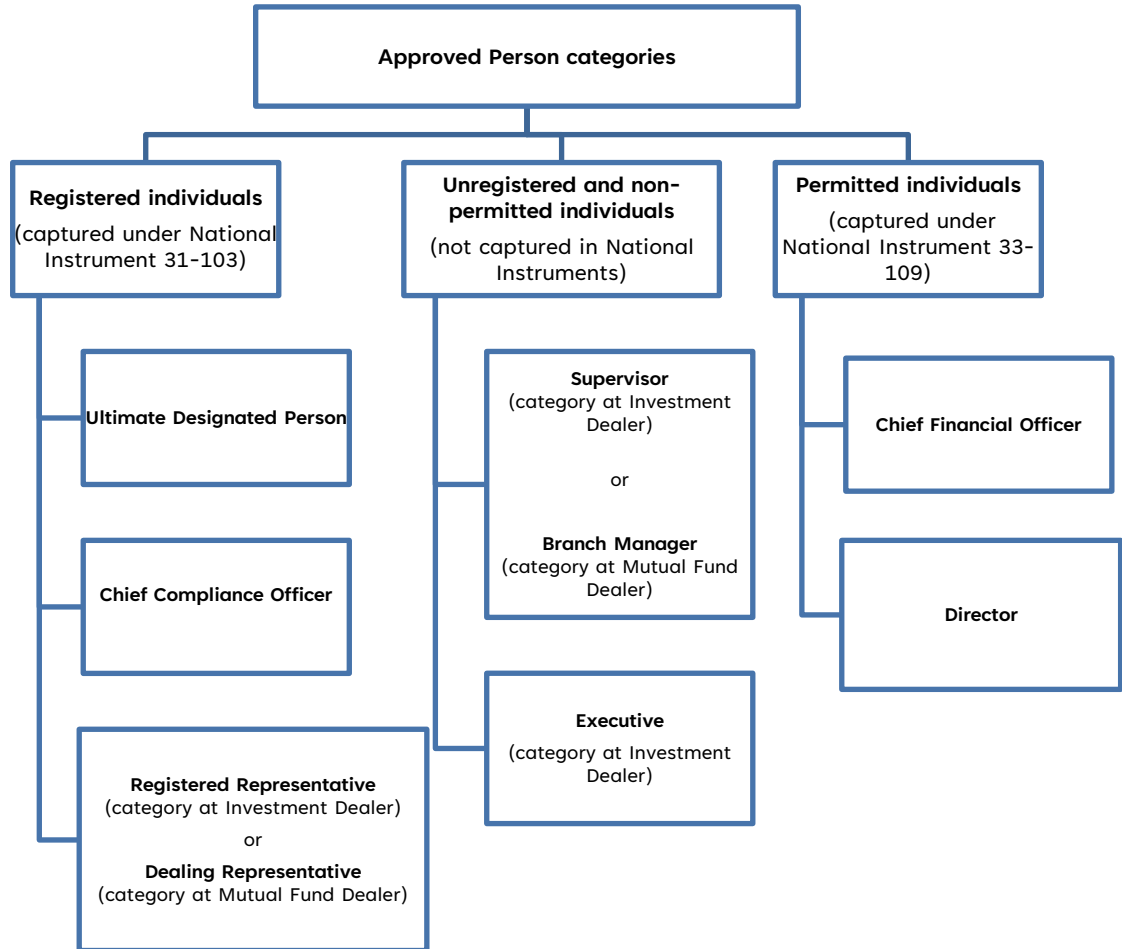 Approved Person categories
Registered individuals
(captured under National
Instrument 31-103)
Unregistered and non-
permitted individuals
(not captured in National
Instruments)
Permitted individuals
(captured under
National Instrument 33-
109)
Ultimate Designated Person
Chief Compliance Officer
Registered Representative
(category at Investment Dealer)
or
Dealing Representative
(category at Mutual Fund Dealer)
Supervisor
(category at Investment
Dealer)
or
Branch Manager
(category at Mutual Fund
Dealer)
Executive
(category at Investment
Dealer)
Chief Financial Officer
Director